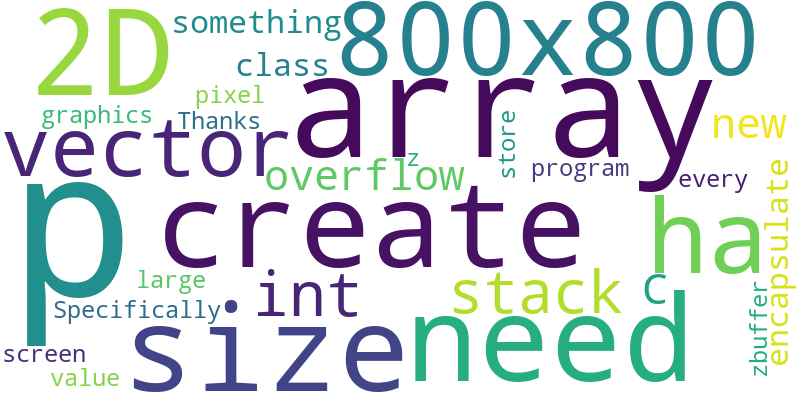 2D
something
800x800
class
pixel
graphics
Thanks
array
new
vector
z
store
overflow
program
every
p
create
ha
encapsulate
large
int
stack
C
Specifically
size
need
zbuffer
screen
value